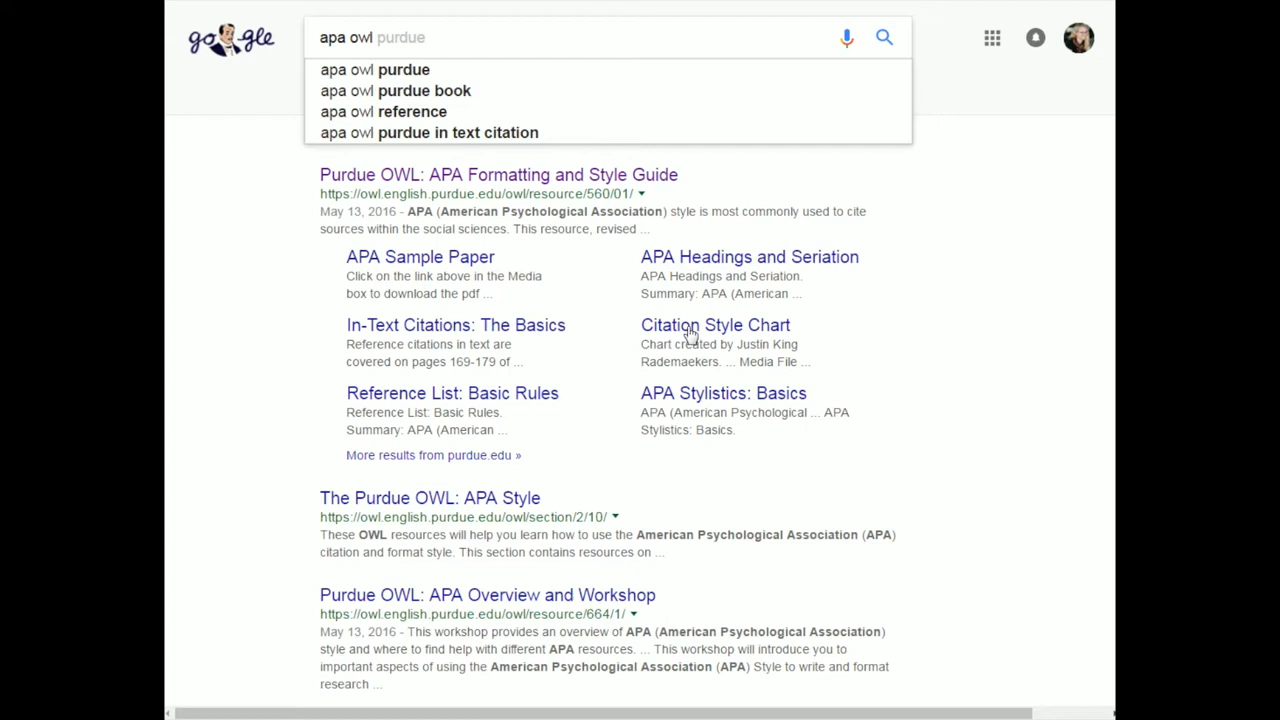 go gle
apa owl purdue
apa owl purdue
apa owl purdue book
apa owl reference
apa owl purdue in text citation
Purdue OWL: APA Formatting and Style Guide
https://owl.english.purdue.edu/owl/resource/560/01/
May 13, 2016 - APA (American Psychological Association) style is most commonly used to cite
sources within the social sciences. This resource, revised ...
APA Sample Paper
Click on the link above in the Media
box to download the pdf ...
APA Headings and Seriation
APA Headings and Seriation.
Summary: APA (American ...
In-Text Citations: The Basics
Reference citations in text are
covered on pages 169-179 of ...
Citation Style Chart
Chart created by Justin King
Rademaekers. ... Media File ...
Reference List: Basic Rules
Reference List: Basic Rules.
Summary: APA (American ...
APA Stylistics: Basics
APA (American Psychological ... APA
Stylistics: Basics.
More results from purdue.edu »
The Purdue OWL: APA Style
https://owl.english.purdue.edu/owl/section/2/10/
These OWL resources will help you learn how to use the American Psychological Association (APA)
citation and format style. This section contains resources on ...
Purdue OWL: APA Overview and Workshop
https://owl.english.purdue.edu/owl/resource/664/1/
May 13, 2016 - This workshop provides an overview of APA (American Psychological Association)
style and where to find help with different APA resources. ... This workshop will introduce you to
important aspects of using the American Psychological Association (APA) Style to write and format
research ...